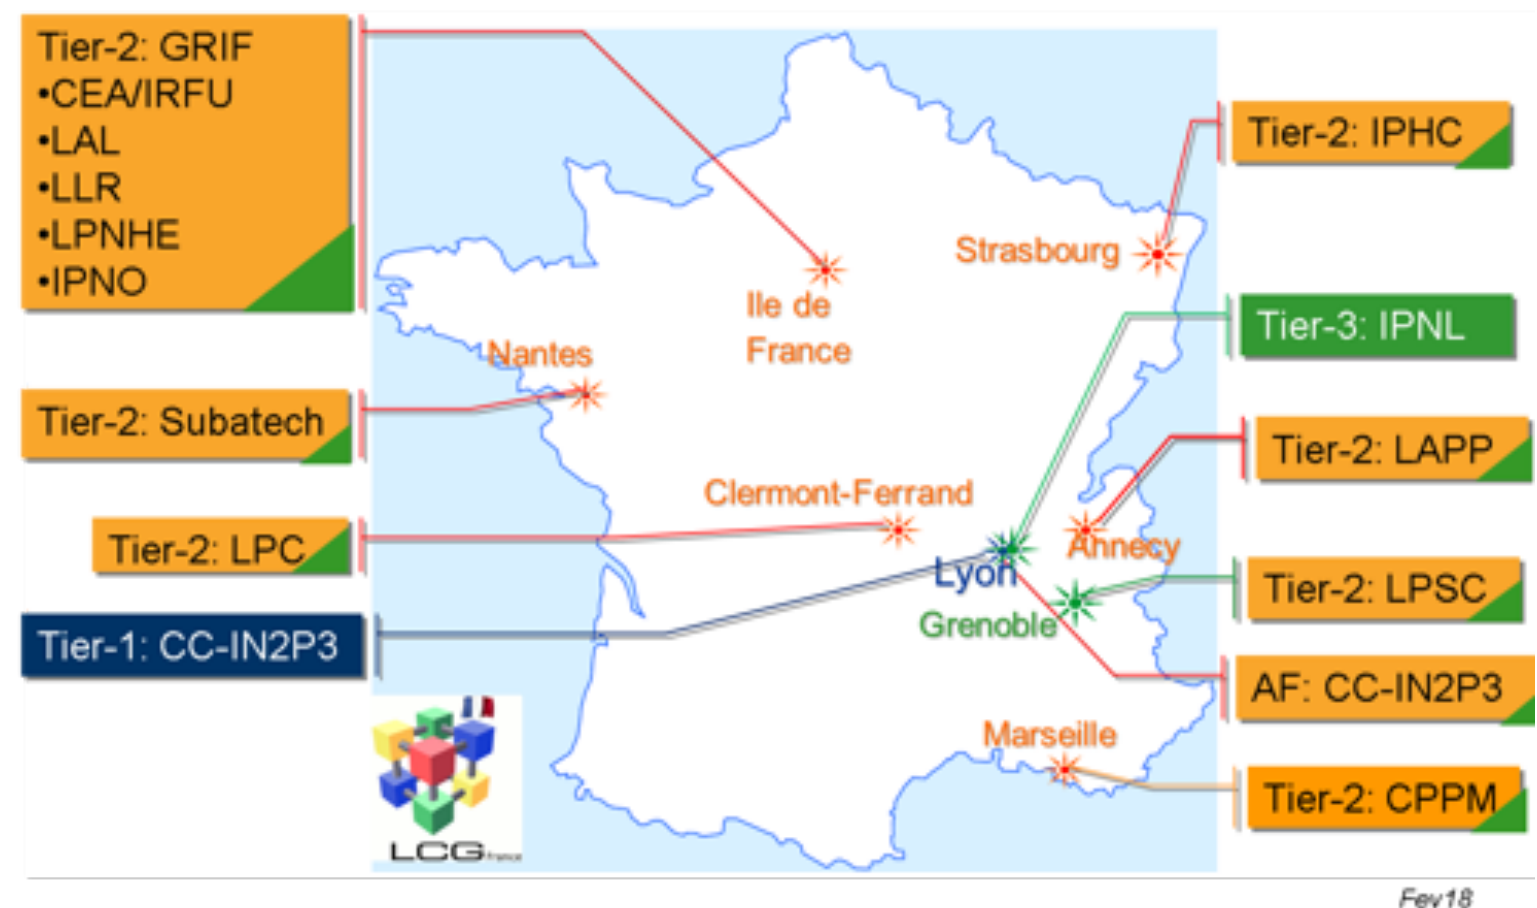 Tier-2: GRIF
•CEA/IRFU
•LAL
•LLR
•LPNHE
•IPNO
Tier-2: IPHC
Strasbourg
Ile de
France
Tier-3: IPNL
Nantes
Tier-2: Subatech
Tier-2: LAPP
Clermont-Ferrand
Tier-2: LPC
Annecy
Lyon
Tier-2: LPSC
Grenoble
Tier-1: CC-IN2P3
AF: CC-IN2P3
Marseille
Tier-2: CPPM
LCG france
Fev18